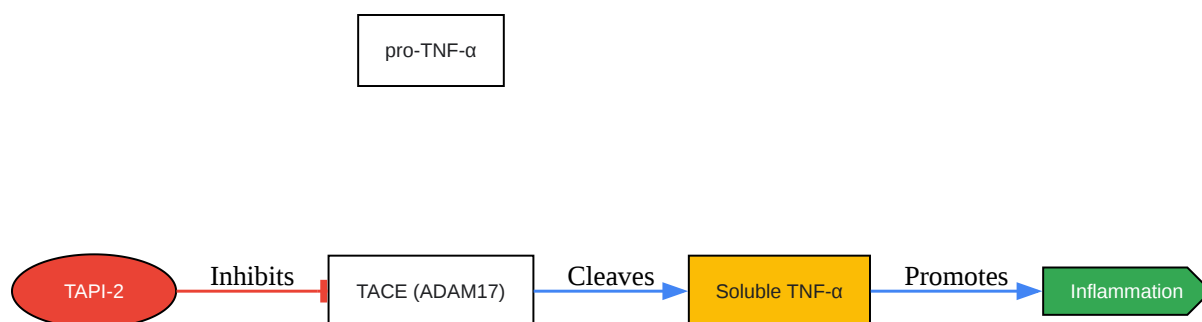 pro-TNF-α
TAPI-2
Inhibits
TACE (ADAM17)
Cleaves
Soluble TNF-α
Promotes
Inflammation